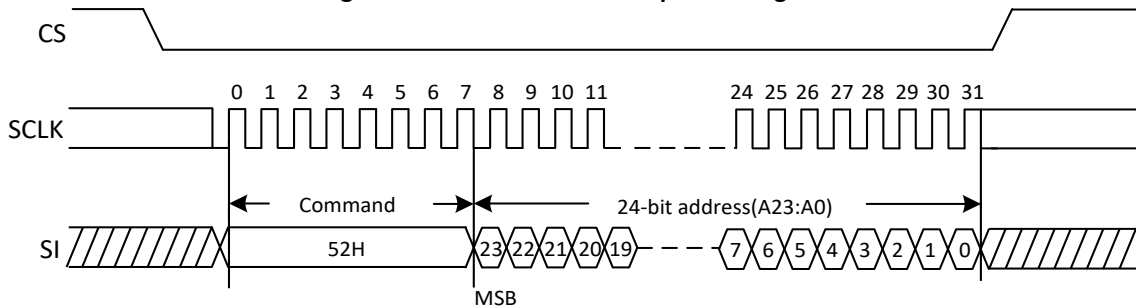 CS
0 1 2 3 4 5 6 7 8 9 10 11 24 25 26 27 28 29 30 31
SCLK
Command 24-bit address(A23:A0)
SI 52H 23 22 21 20 19 7 6 5 4 3 2 1 0
MSB